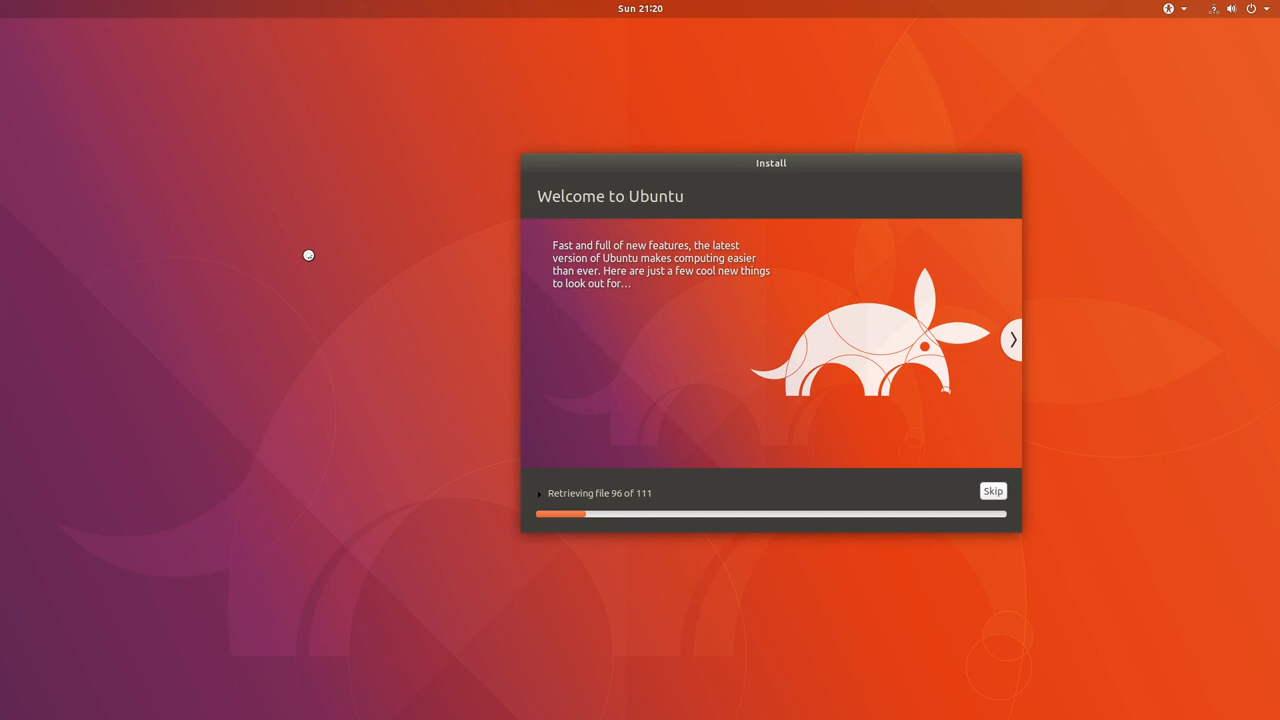 Sun 21:20
Install
Welcome to Ubuntu
Fast and full of new features, the latest
version of Ubuntu makes computing easier
than ever. Here are just a few cool new things
to look out for...
Retrieving file 96 of 111
Skip